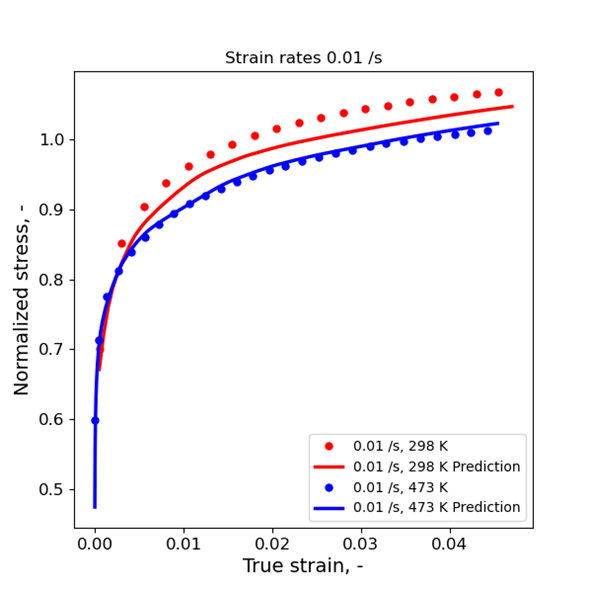 Strain rates 0.01 /s
Normalized stress, -
1.0
0.9
0.8
0.7
0.6
0.5
0.01 /s, 298 K
0.01 /s, 298 K Prediction
0.01 /s, 473 K
0.01 /s, 473 K Prediction
0.00 0.01 0.02 0.03 0.04
True strain, -